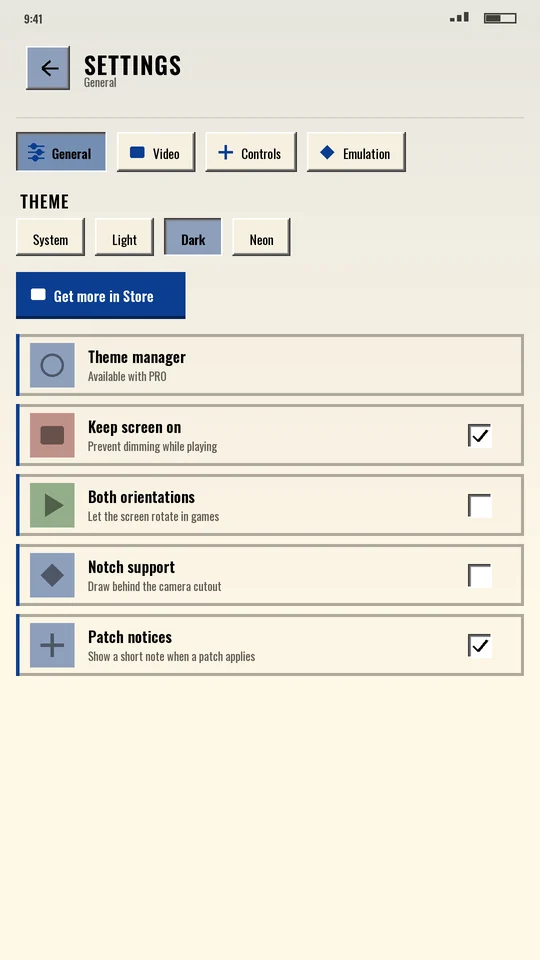 9:41
SETTINGS
General
General
Video
Controls
Emulation
THEME
System
Light
Dark
Neon
Get more in Store
Theme manager
Available with PRO
Keep screen on
Prevent dimming while playing
Both orientations
Let the screen rotate in games
Notch support
Draw behind the camera cutout
Patch notices
Show a short note when a patch applies